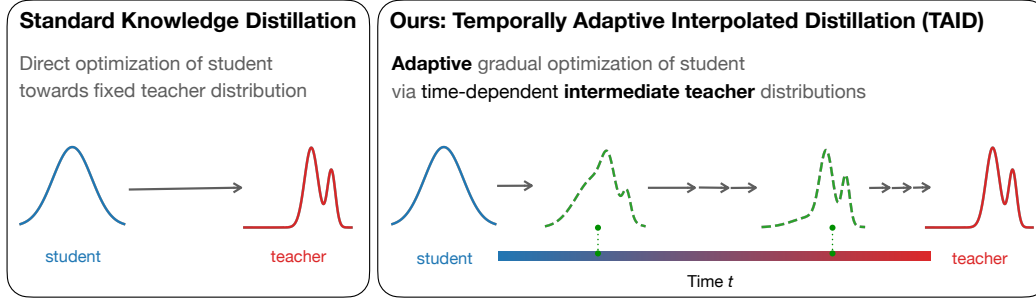 Standard Knowledge Distillation
Direct optimization of student
towards fixed teacher distribution
student
teacher
Ours: Temporally Adaptive Interpolated Distillation (TAID)
Adaptive gradual optimization of student
via time-dependent intermediate teacher distributions
student
teacher
Time t